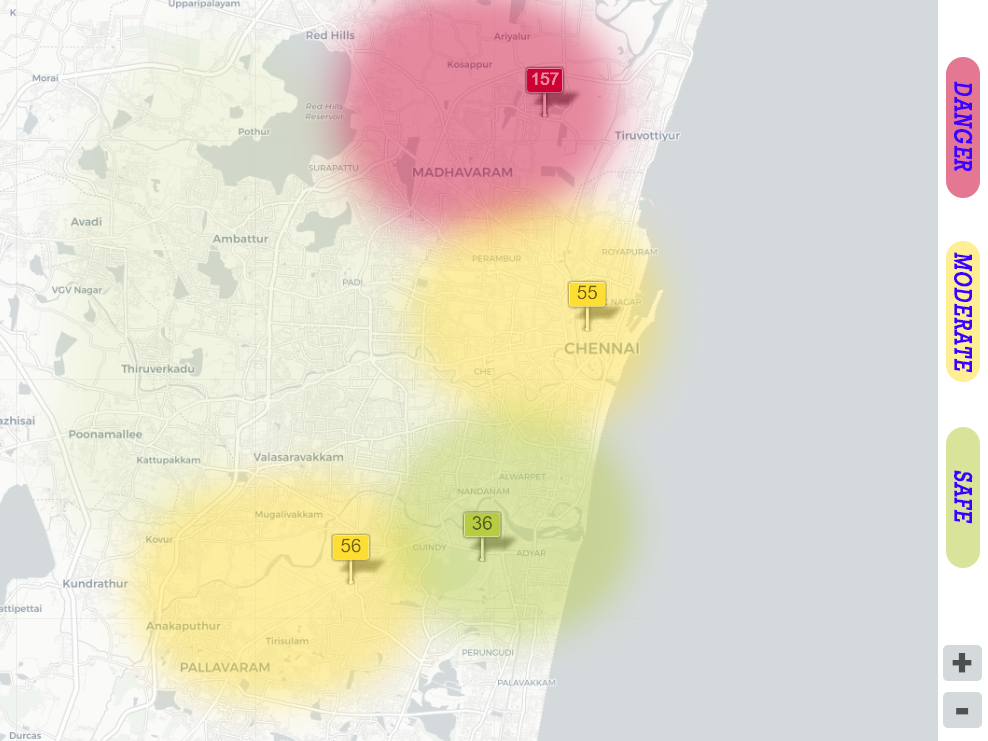 K
Upparipalayam
Red Hills
Ariyalur
Kosappur
Morai
157
Red Hills
Reservoir
Pothur
Tiruvottiyur
SURAPATTU
MADHAVARAM
Avadi
Ambattur
PERAMBUR
ROYAPURAM
PADI
VGV Nagar
55
E NAGAR
CHENNAI
Thiruverkadu
CHET
azhisai
Poonamallee
Kattupakkam
Valasaravakkam
ALWARPET
NANDANAM
Mugalivakkam
36
Kovur
56
GUINDY
ADYAR
Kundrathur
attipettai
Anakaputhur
Tirisulam
PERUNGUDI
PALLAVARAM
PALAVAKKAM
Durcas
DANGER
MODERATE
SAFE
+
-